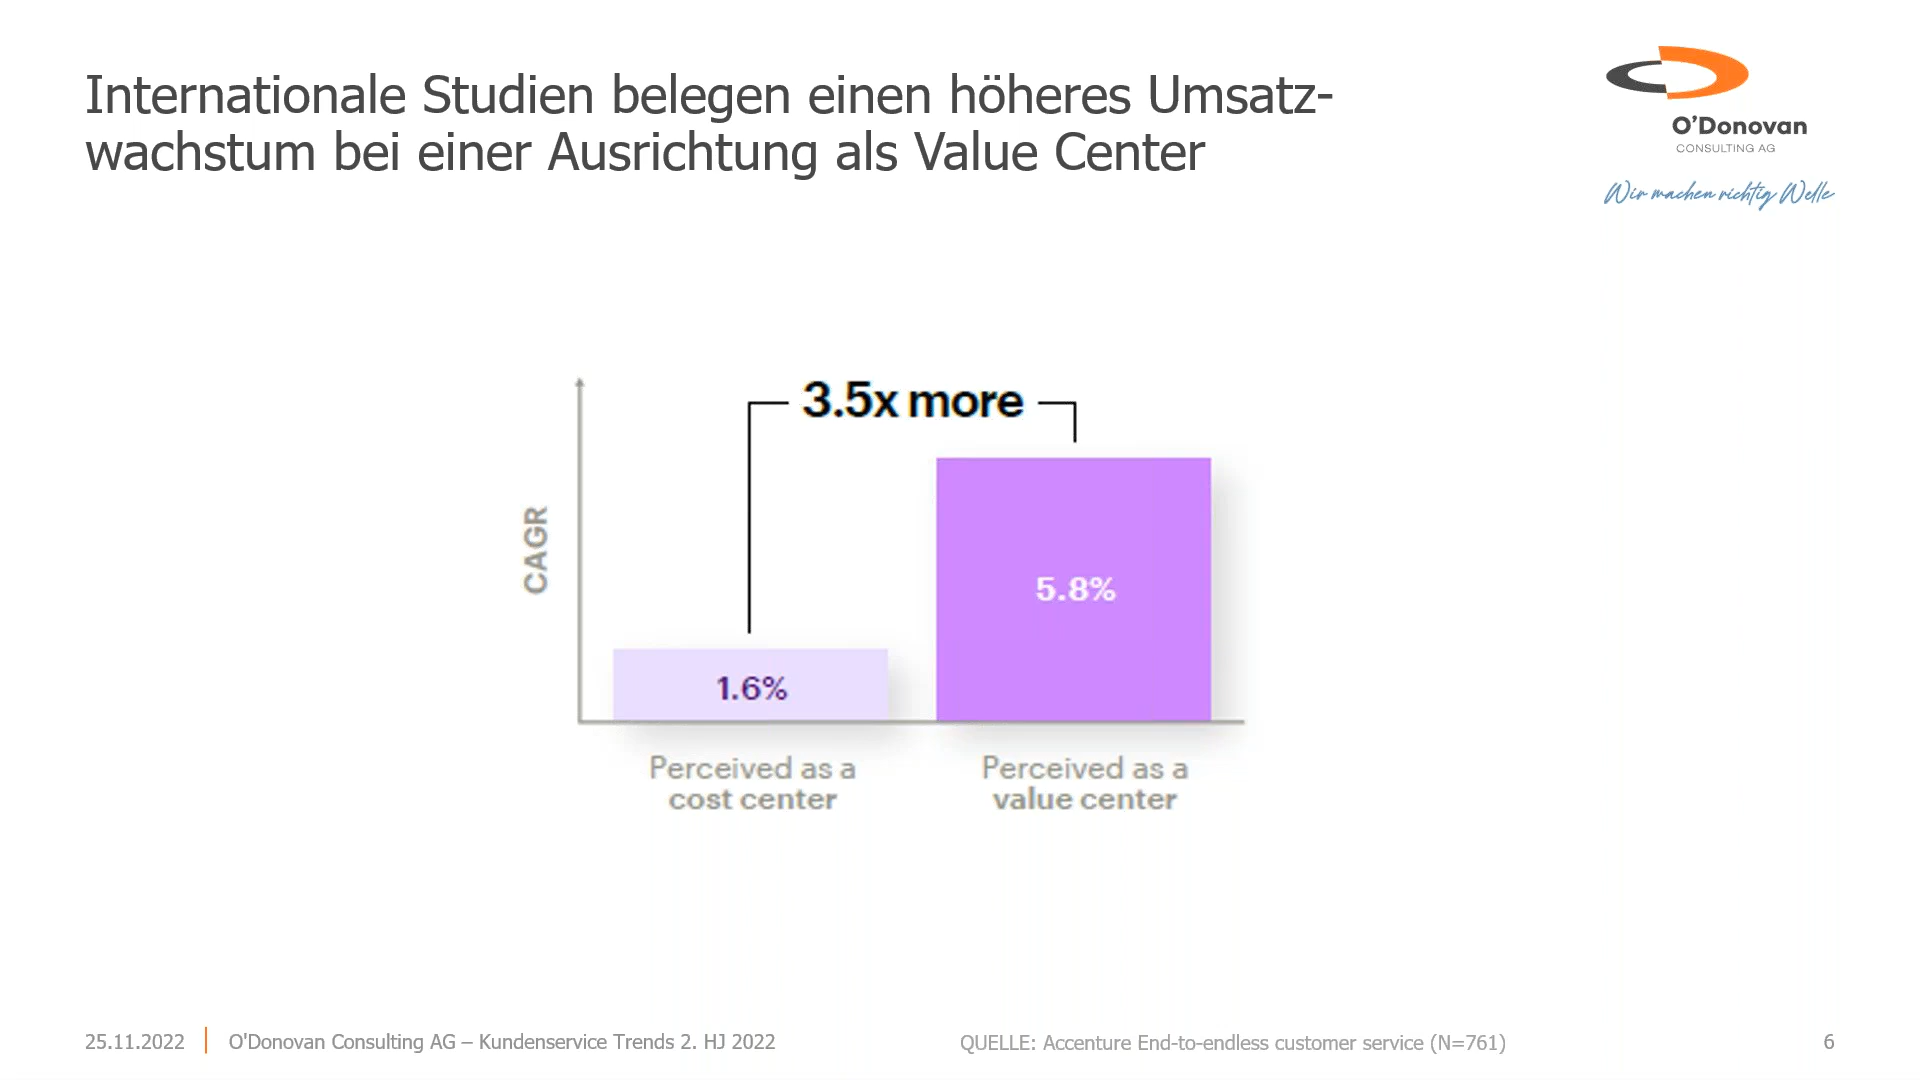 Internationale Studien belegen einen höheres Umsatz-
wachstum bei einer Ausrichtung als Value Center
O'Donovan
CONSULTING AG
Wir machen richtig Welle
3.5x more
CAGR
5.8%
1.6%
Perceived as a
cost center
Perceived as a
value center
25.11.2022
O'Donovan Consulting AG – Kundenservice Trends 2. HJ 2022
QUELLE: Accenture End-to-endless customer service (N=761)
6